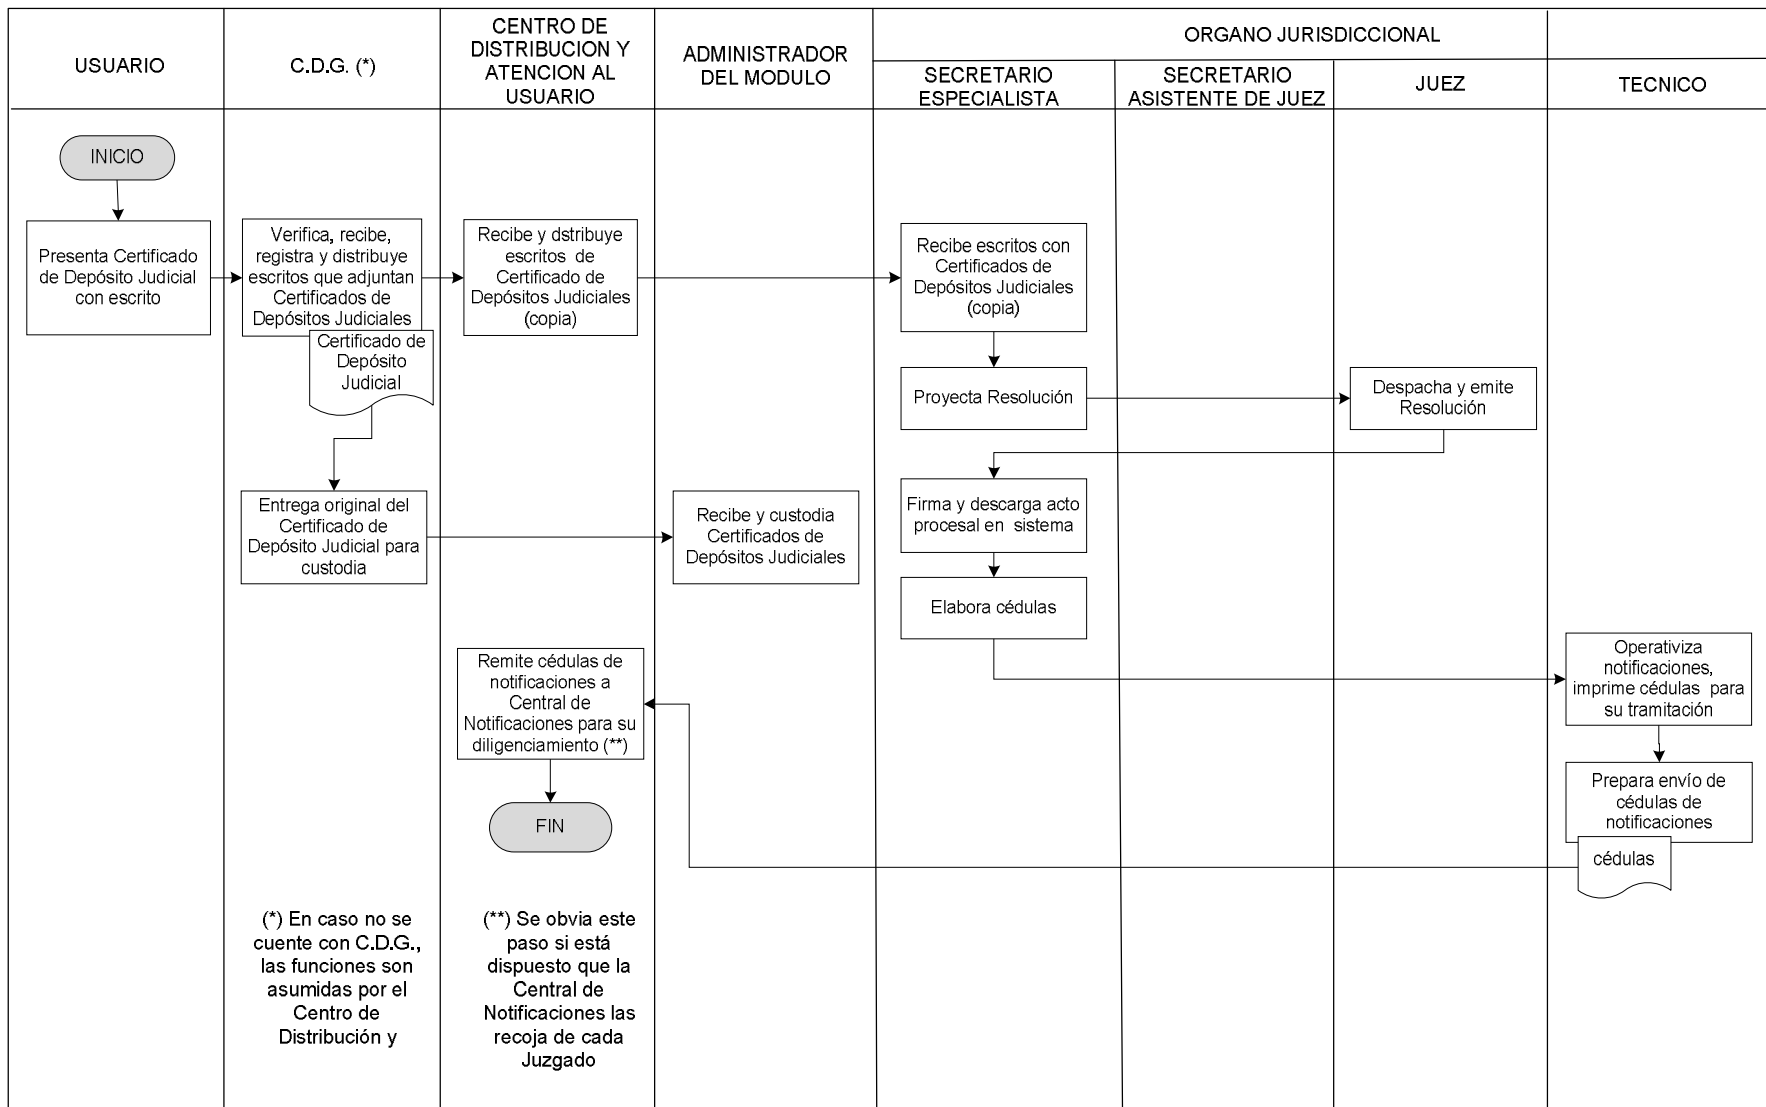 USUARIO
C.D.G. (*)
CENTRO DE
DISTRIBUCION Y
ATENCION AL
USUARIO
ADMINISTRADOR
DEL MODULO
ORGANO JURISDICCIONAL
SECRETARIO
ESPECIALISTA
SECRETARIO
ASISTENTE DE JUEZ
JUEZ
TECNICO
INICIO
Presenta Certificado
de Depósito Judicial
con escrito
Verifica, recibe,
registra y distribuye
escritos que adjuntan
Certificados de
Depósitos Judiciales
Certificado de
Depósito
Judicial
Recibe y dstribuye
escritos de
Certificado de
Depósitos Judiciales
(copia)
Recibe escritos con
Certificados de
Depósitos Judiciales
(copia)
Proyecta Resolución
Despacha y emite
Resolución
Entrega original del
Certificado de
Depósito Judicial para
custodia
Recibe y custodia
Certificados de
Depósitos Judiciales
Firma y descarga acto
procesal en sistema
Elabora cédulas
Operativiza
notificaciones,
imprime cédulas para
su tramitación
Prepara envío de
cédulas de
notificaciones
cédulas
Remite cédulas de
notificaciones a
Central de
Notificaciones para su
diligenciamiento (**)
FIN
(*) En caso no se
cuente con C.D.G.,
las funciones son
asumidas por el
Centro de
Distribución y
(**) Se obvia este
paso si está
dispuesto que la
Central de
Notificaciones las
recoja de cada
Juzgado